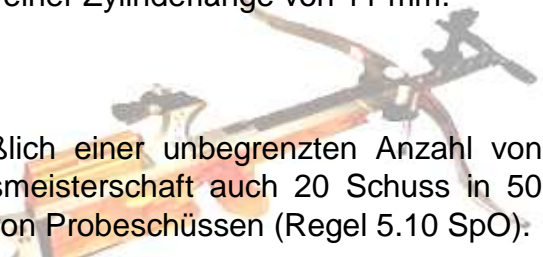 einer Zylinderlänge von 11 mm.
ßlich einer unbegrenzten Anzahl von
smeisterschaft auch 20 Schuss in 50
on Probeschüssen (Regel 5.10 SpO).